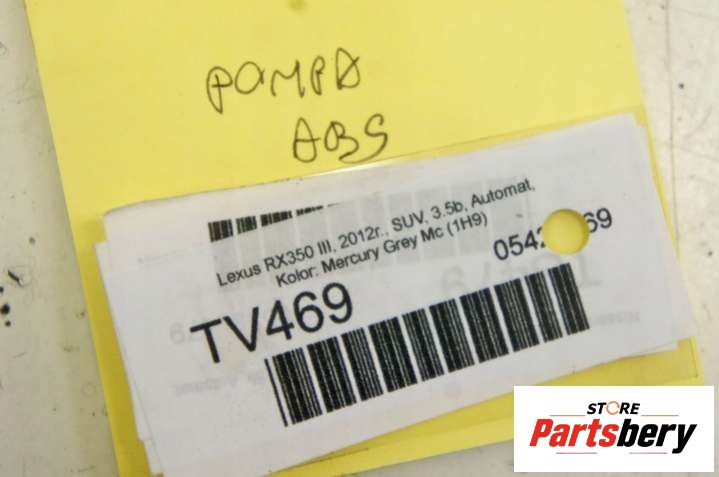 POMPA
ABS
Lexus RX350 III, 2012r., SUV, 3.5b, Automat,
Kolor: Mercury Grey Mc (1H9)
TV469
STORE
Partsbery